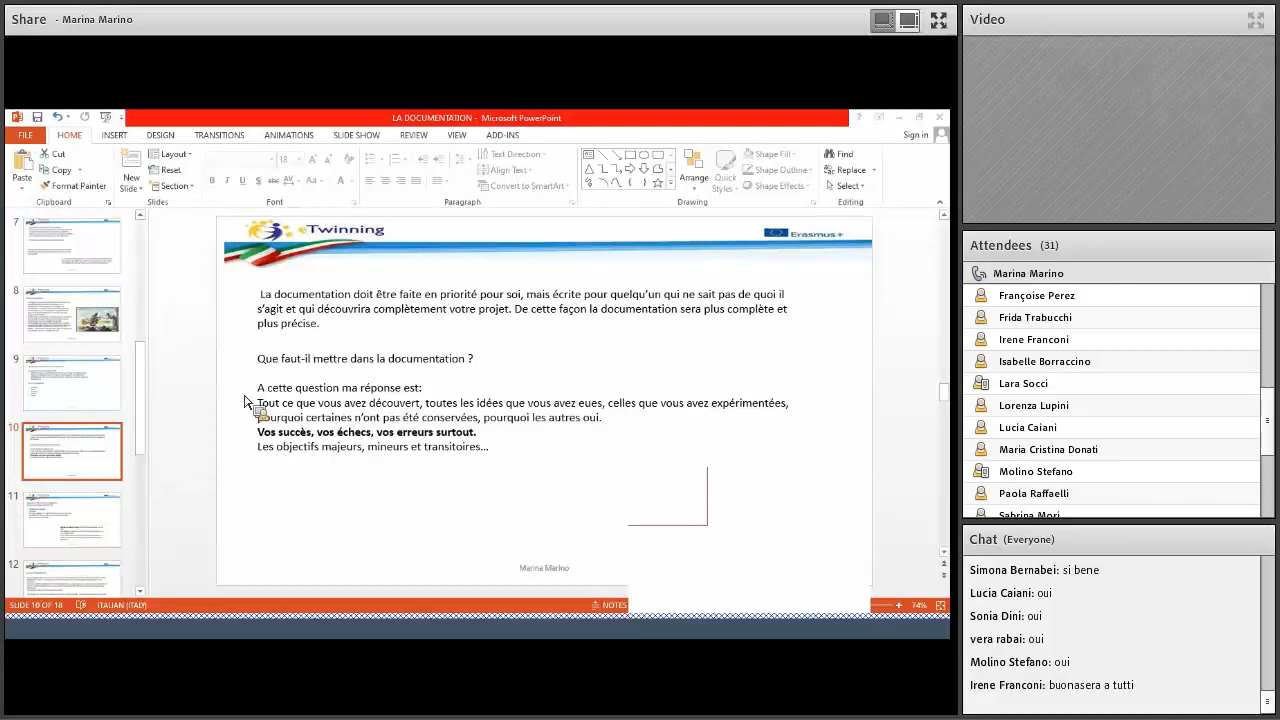 Share - Marina Marino
Video
LA DOCUMENTATION - Microsoft PowerPoint
FILE HOME INSERT DESIGN TRANSITIONS ANIMATIONS SLIDE SHOW REVIEW VIEW ADD-INS Sign in
Paste Cut Copy Format Painter
New Slide Layout Reset Section
18
Text Direction Align Text Convert to SmartArt
Arrange Quick Styles Shape Fill Shape Outline Shape Effects
Find Replace Select
Clipboard Slides Font Paragraph Drawing Editing
7
8
9
10
11
12
eTwinning
Erasmus+
La documentation doit être faite en priorité pour soi, mais écrite pour quelqu'un qui ne sait pas de quoi il
s'agit et qui découvrira complètement votre projet. De cette façon la documentation sera plus complète et
plus précise.
Que faut-il mettre dans la documentation ?
A cette question ma réponse est:
Tout ce que vous avez découvert, toutes les idées que vous avez eues, celles que vous avez expérimentées,
pourquoi certaines n'ont pas été conservées, pourquoi les autres oui.
Vos succès, vos échecs, vos erreurs surtout.
Les objectifs majeurs, mineurs et transitoires...
Marina Marino
SLIDE 10 OF 18 ITALIAN (ITALY) NOTES 74%
Attendees (31)
Marina Marino
Françoise Perez
Frida Trabucchi
Irene Franconi
Isabelle Borraccino
Lara Socci
Lorenza Lupini
Lucia Caiani
Maria Cristina Donati
Molino Stefano
Paola Raffaelli
Sabrina Mori
Chat (Everyone)
Simona Bernabei: si bene
Lucia Caiani: oui
Sonia Dini: oui
vera rabai: oui
Molino Stefano: oui
Irene Franconi: buonasera a tutti